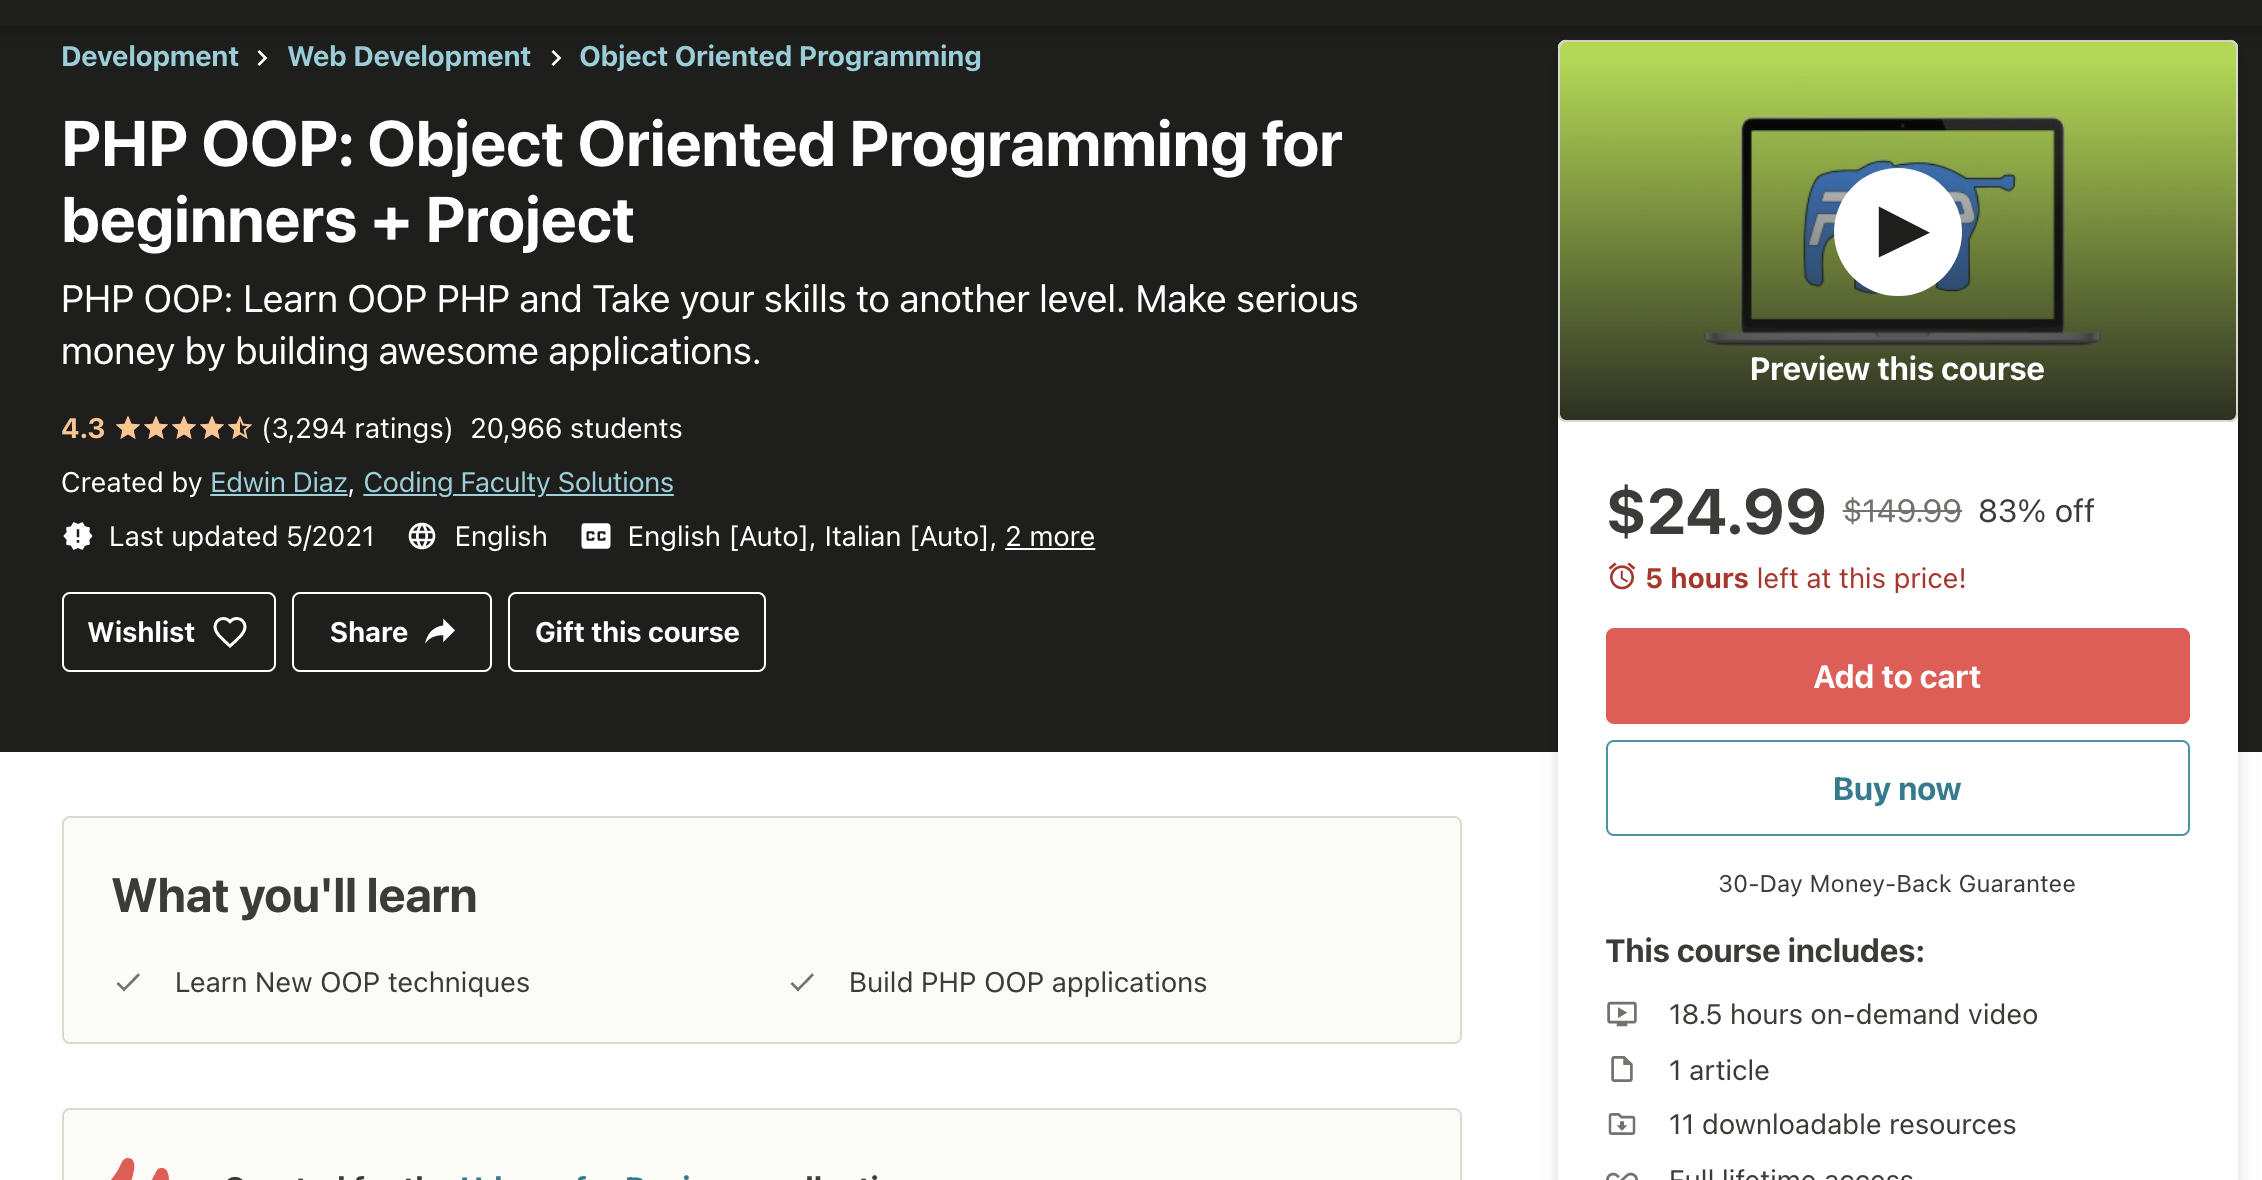 Development > Web Development > Object Oriented Programming
PHP OOP: Object Oriented Programming for
beginners + Project
PHP OOP: Learn OOP PHP and Take your skills to another level. Make serious
money by building awesome applications.
4.3 (3,294 ratings) 20,966 students
Created by Edwin Diaz, Coding Faculty Solutions
Last updated 5/2021 English CC English [Auto], Italian [Auto], 2 more
Wishlist Share Gift this course
What you'll learn
Learn New OOP techniques Build PHP OOP applications
Preview this course
$24.99 $149.99 83% off
5 hours left at this price!
Add to cart
Buy now
30-Day Money-Back Guarantee
This course includes:
18.5 hours on-demand video
1 article
11 downloadable resources
Full lifetime access